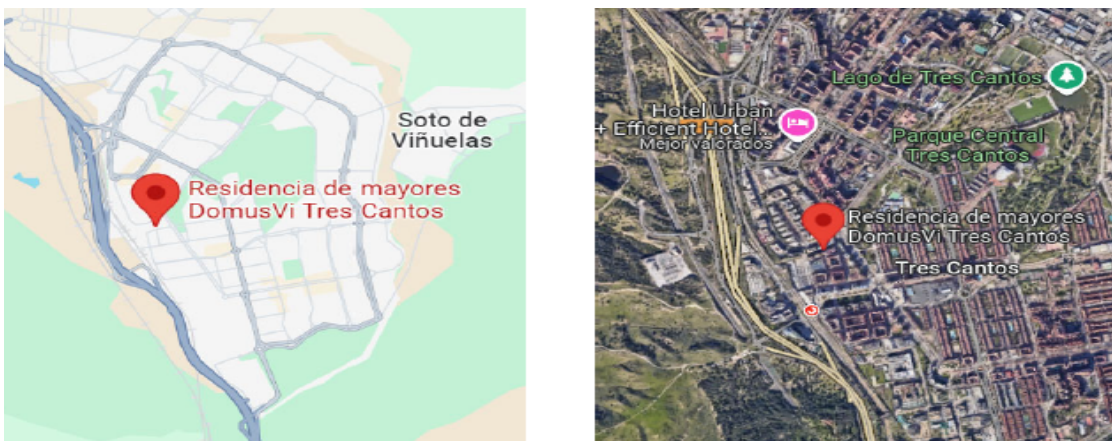 Soto de
Viñuelas
Residencia de mayores
DomusVi Tres Cantos
Lago de Tres Cantos
Hotel Urban
+ Efficient Hotel...
Mejor valorados
Parque Central
Tres Cantos
Residencia de mayores
DomusVi Tres Cantos
Tres Cantos